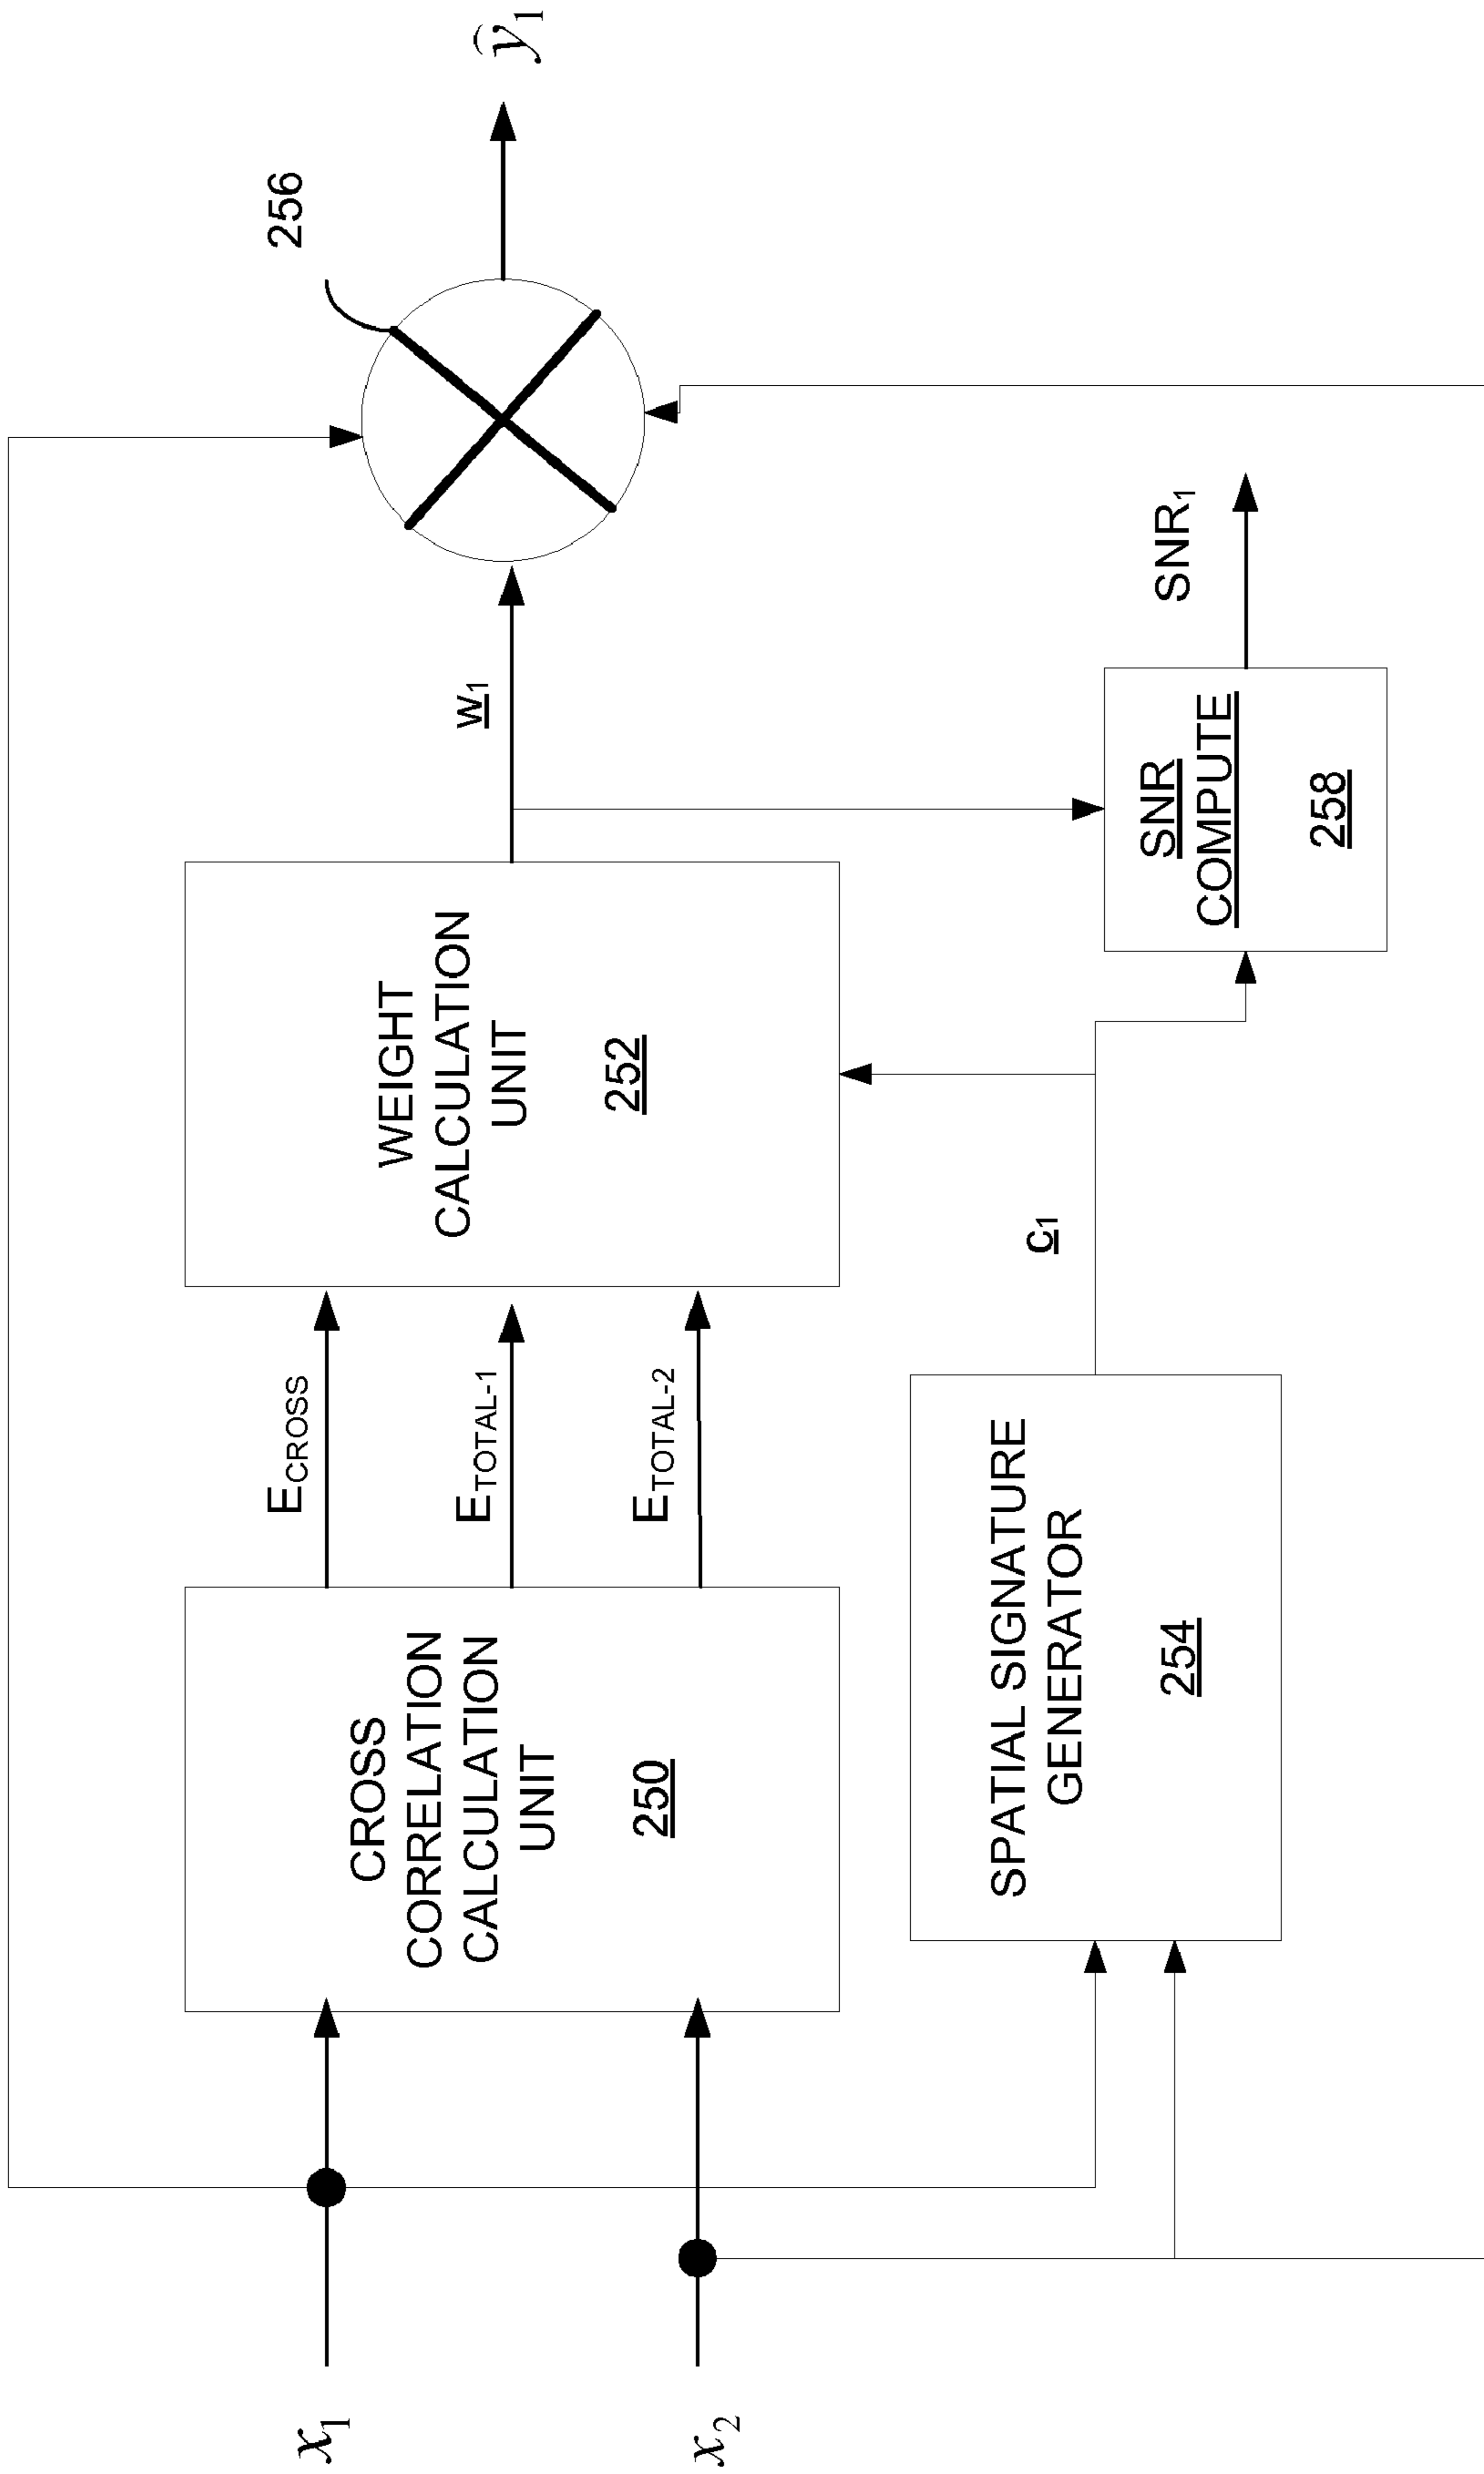 x1
x2
CROSS
CORRELATION
CALCULATION
UNIT
250
ECROSS
ETOTAL-1
ETOTAL-2
WEIGHT
CALCULATION
UNIT
252
w1
256
ŷ1
SPATIAL SIGNATURE
GENERATOR
254
c1
SNR
COMPUTE
258
SNR1